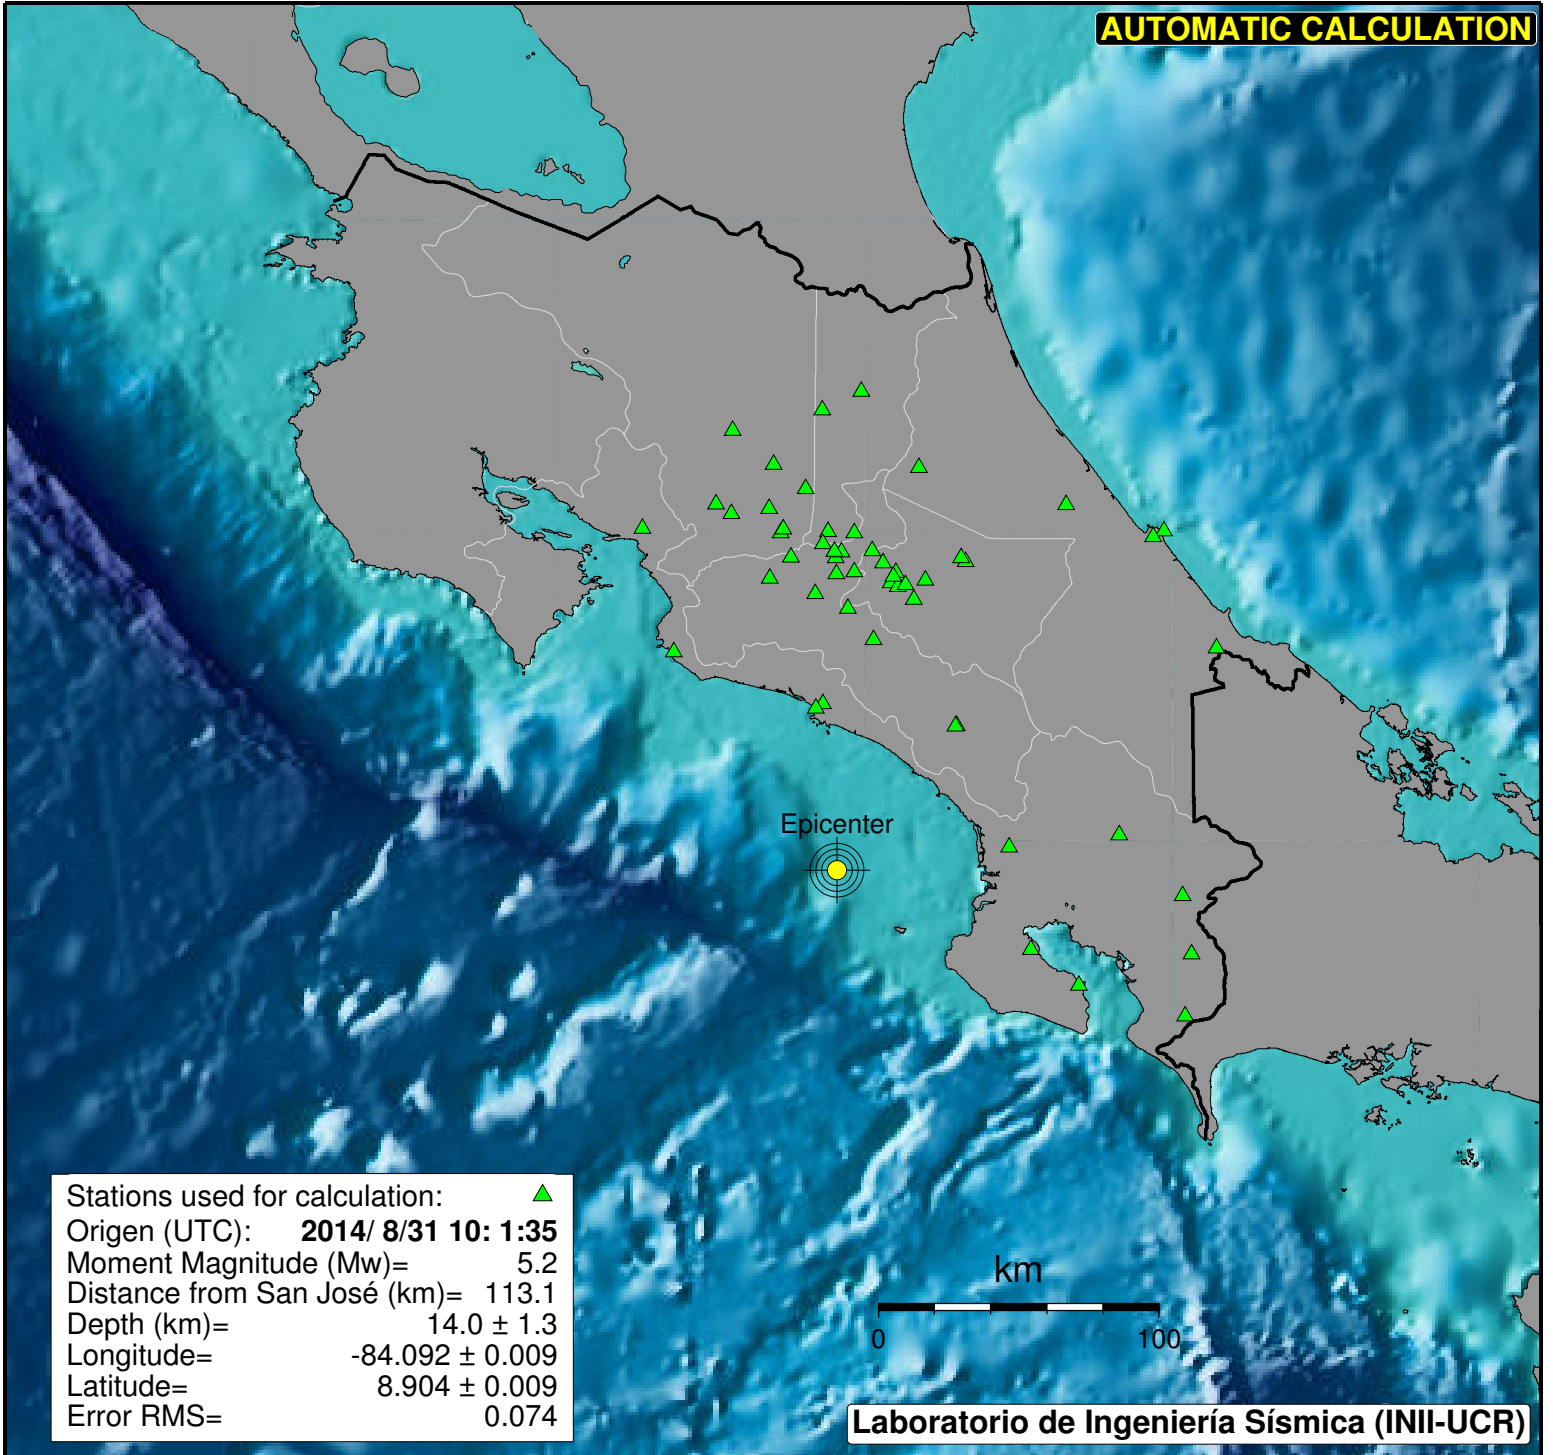 AUTOMATIC CALCULATION
Epicenter
Stations used for calculation:
Origen (UTC): 2014/ 8/31 10: 1:35
Moment Magnitude (Mw)= 5.2
Distance from San José (km)= 113.1
Depth (km)= 14.0 ± 1.3
Longitude= -84.092 ± 0.009
Latitude= 8.904 ± 0.009
Error RMS= 0.074
km
0 100
Laboratorio de Ingeniería Sísmica (INII-UCR)